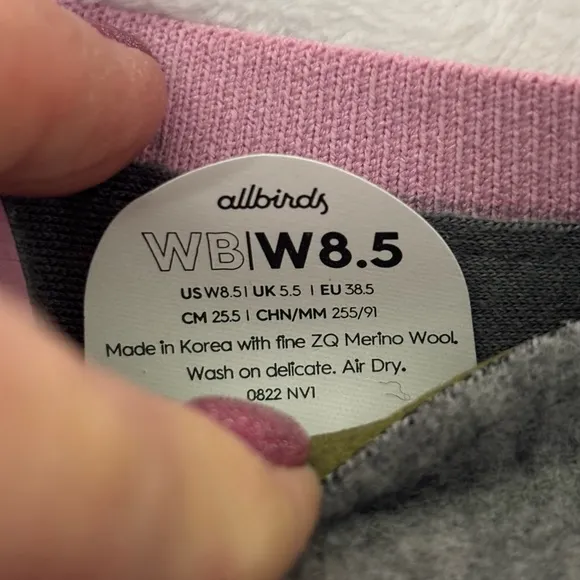 allbirds
WB|W8.5
US W8.5 | UK 5.5 | EU 38.5
CM 25.5 | CHN/MM 255/91
Made in Korea with fine ZQ Merino Wool.
Wash on delicate. Air Dry.
0822 NV1